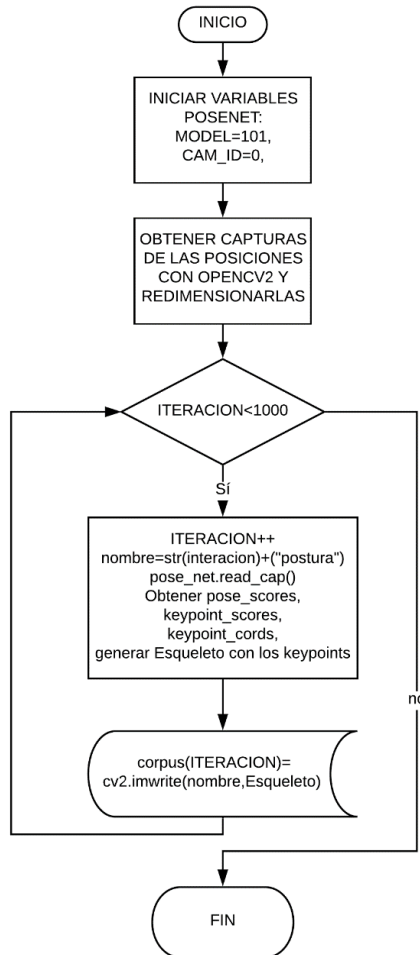 INICIO
INICIAR VARIABLES
POSENET:
MODEL=101,
CAM_ID=0,
OBTENER CAPTURAS
DE LAS POSICIONES
CON OPENCV2 Y
REDIMENSIONARLAS
ITERACION<1000
Sí
ITERACION++
nombre=str(interacion)+("postura")
pose_net.read_cap()
Obtener pose_scores,
keypoint_scores,
keypoint_cords,
generar Esqueleto con los keypoints
no
corpus(ITERACION)=
cv2.imwrite(nombre,Esqueleto)
FIN